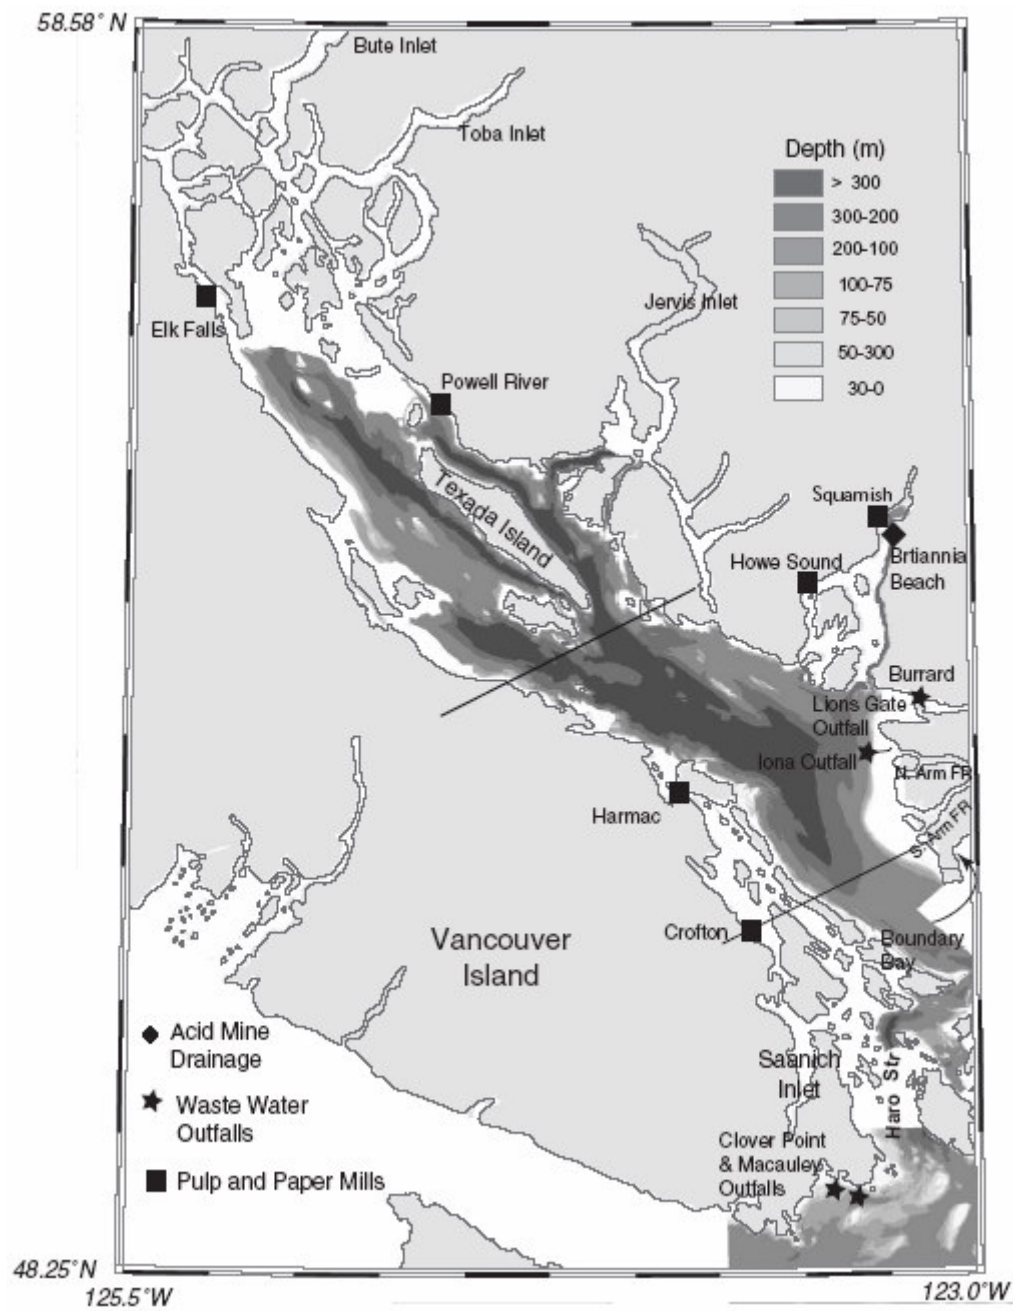 58.58° N
Bute Inlet
Toba Inlet
Depth (m)
> 300
300-200
200-100
100-75
75-50
50-300
30-0
Jervis Inlet
Elk Falls
Powell River
Texada Island
Squamish
Brtiannia
Beach
Howe Sound
Burrard
Lions Gate
Outfall
Iona Outfall
N. Arm FR
S. Arm FR
Harmac
Crofton
Vancouver
Island
Boundary
Bay
Acid Mine
Drainage
Saanich
Inlet
Haro Str
Waste Water
Outfalls
Clover Point
& Macauley
Outfalls
Pulp and Paper Mills
48.25°N
125.5°W
123.0°W